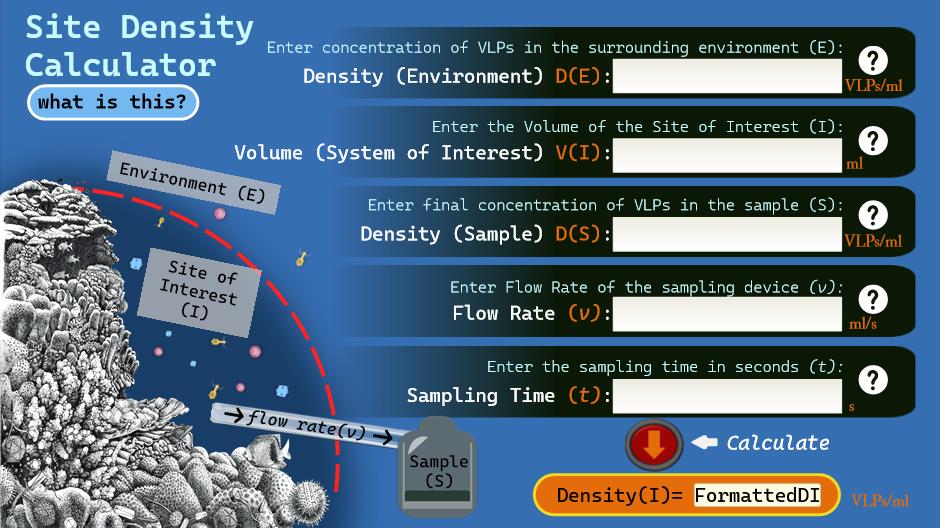 Site Density
Calculator
what is this?
Enter concentration of VLPs in the surrounding environment (E):
Density (Environment) D(E):
?
VLPs/ml
Enter the Volume of the Site of Interest (I):
Volume (System of Interest) V(I):
?
ml
Enter final concentration of VLPs in the sample (S):
Density (Sample) D(S):
?
VLPs/ml
Enter Flow Rate of the sampling device (v):
Flow Rate (v):
?
ml/s
Enter the sampling time in seconds (t):
Sampling Time (t):
?
s
Environment (E)
Site of
Interest
(I)
flow rate(v)
Sample
(S)
Calculate
Density(I)= FormattedDI
VLPs/ml